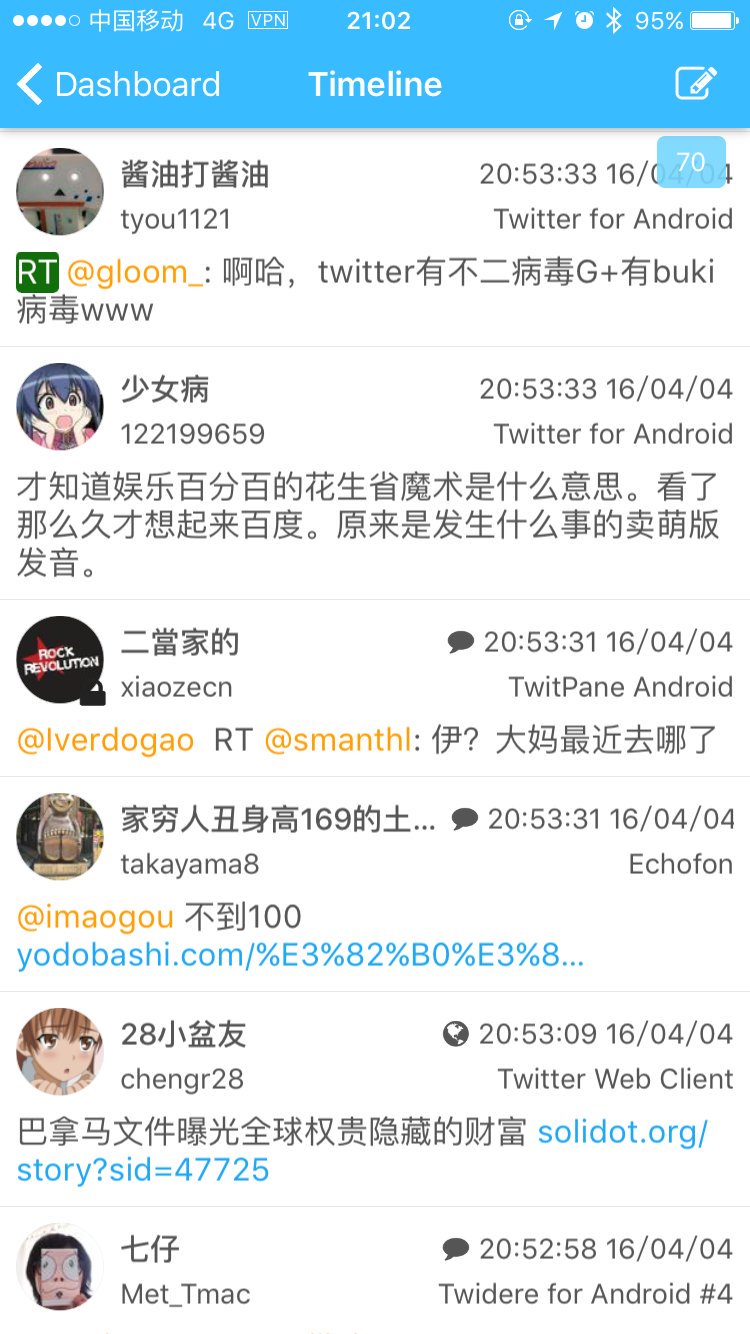 中国移动 4G VPN 21:02 95%
Dashboard Timeline
70
酱油打酱油 20:53:33 16/04/04
tyou1121 Twitter for Android
RT @gloom_: 啊哈，twitter有不二病毒G+有buki
病毒www
少女病 20:53:33 16/04/04
122199659 Twitter for Android
才知道娱乐百分百的花生省魔术是什么意思。看了
那么久才想起来百度。原来是发生什么事的卖萌版
发音。
ROCK
REVOLUTION
二當家的 20:53:31 16/04/04
xiaozecn TwitPane Android
@lverdogao RT @smanthl: 伊？大妈最近去哪了
家穷人丑身高169的土... 20:53:31 16/04/04
takayama8 Echofon
@imaogou 不到100
yodobashi.com/%E3%82%B0%E3%8...
28小盆友 20:53:09 16/04/04
chengr28 Twitter Web Client
巴拿马文件曝光全球权贵隐藏的财富 solidot.org/
story?sid=47725
七仔 20:52:58 16/04/04
Met_Tmac Twidere for Android #4